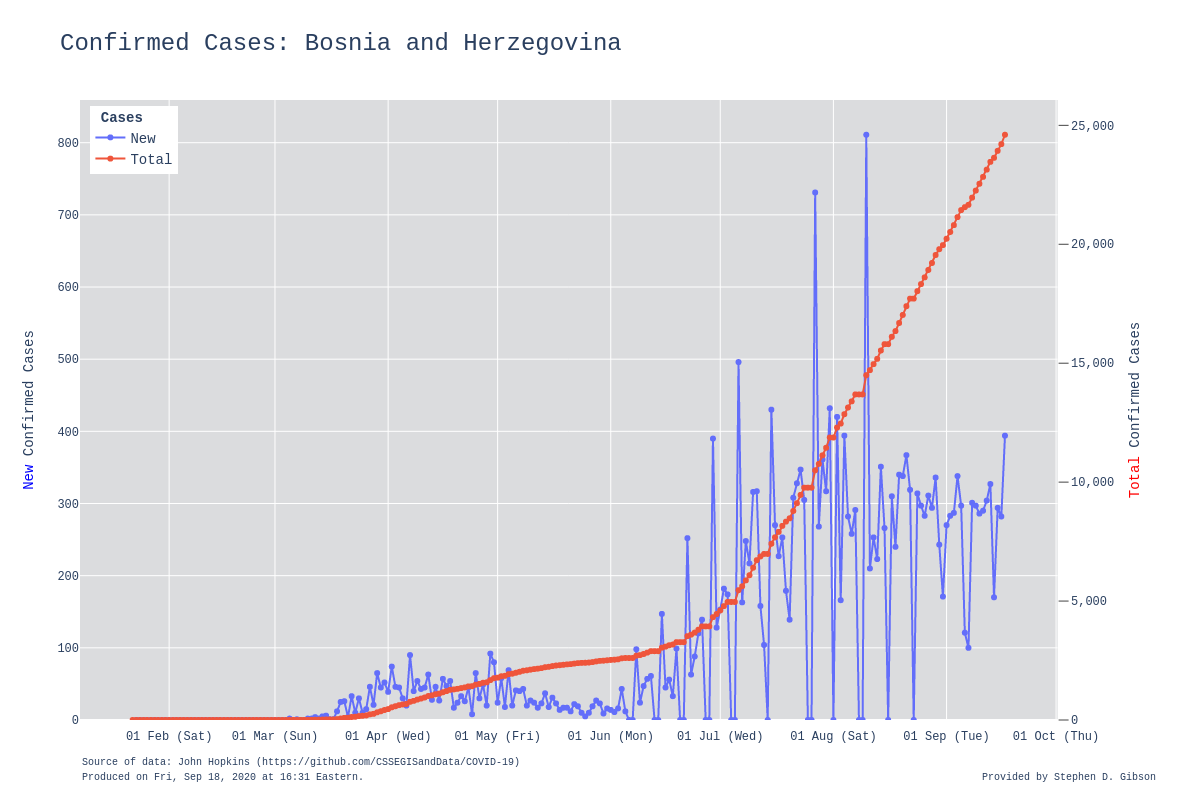 Confirmed Cases: Bosnia and Herzegovina
Cases
New
Total
800
700
600
500
400
300
200
100
0
25,000
20,000
15,000
10,000
5,000
0
New Confirmed Cases
Total Confirmed Cases
01 Feb (Sat) 01 Mar (Sun) 01 Apr (Wed) 01 May (Fri) 01 Jun (Mon) 01 Jul (Wed) 01 Aug (Sat) 01 Sep (Tue) 01 Oct (Thu)
Source of data: John Hopkins (https://github.com/CSSEGISandData/COVID-19)
Produced on Fri, Sep 18, 2020 at 16:31 Eastern.
Provided by Stephen D. Gibson